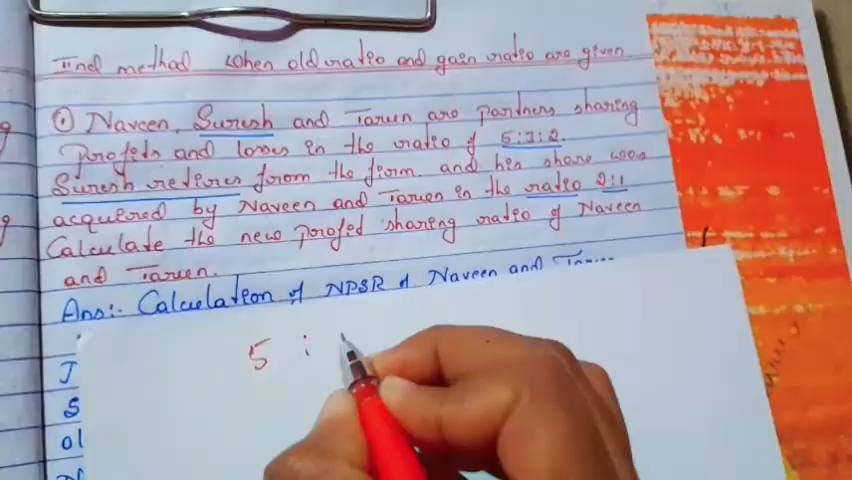 IInd method When old ratio and gain ratio are given
① Naveen, Suresh and Tarun are partners sharing
profits and losses in the ratio of 5:3:2.
Suresh retires from the firm. and his share was
acquered by Naveen and Tarun in the ratio 2:1
Calculate the new profed sharing ratio of Naveen
and Tarun.
Ans:- Calculation of NPSR of Naveen and
5 :
J
S
ol